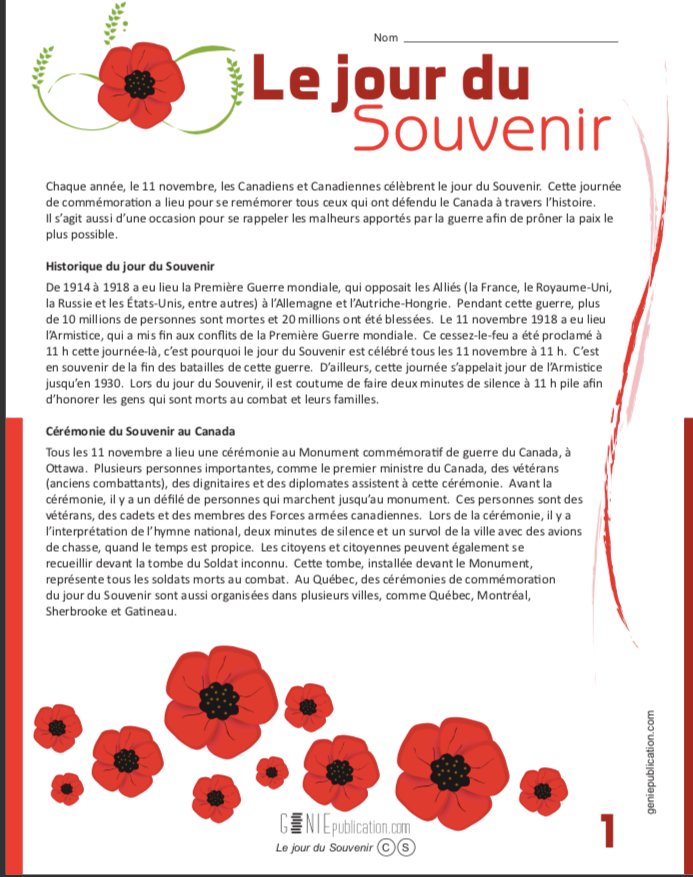 Nom
Le jour du
Souvenir
Chaque année, le 11 novembre, les Canadiens et Canadiennes célèbrent le jour du Souvenir. Cette journée
de commémoration a lieu pour se remémorer tous ceux qui ont défendu le Canada à travers l'histoire.
Il s'agit aussi d'une occasion pour se rappeler les malheurs apportés par la guerre afin de prôner la paix le
plus possible.
Historique du jour du Souvenir
De 1914 à 1918 a eu lieu la Première Guerre mondiale, qui opposait les Alliés (la France, le Royaume-Uni,
la Russie et les États-Unis, entre autres) à l'Allemagne et l'Autriche-Hongrie. Pendant cette guerre, plus
de 10 millions de personnes sont mortes et 20 millions ont été blessées. Le 11 novembre 1918 a eu lieu
l'Armistice, qui a mis fin aux conflits de la Première Guerre mondiale. Ce cessez-le-feu a été proclamé à
11 h cette journée-là, c'est pourquoi le jour du Souvenir est célébré tous les 11 novembre à 11 h. C'est
en souvenir de la fin des batailles de cette guerre. D'ailleurs, cette journée s'appelait jour de l'Armistice
jusqu'en 1930. Lors du jour du Souvenir, il est coutume de faire deux minutes de silence à 11 h pile afin
d'honorer les gens qui sont morts au combat et leurs familles.
Cérémonie du Souvenir au Canada
Tous les 11 novembre a lieu une cérémonie au Monument commémoratif de guerre du Canada, à
Ottawa. Plusieurs personnes importantes, comme le premier ministre du Canada, des vétérans
(anciens combattants), des dignitaires et des diplomates assistent à cette cérémonie. Avant la
cérémonie, il y a un défilé de personnes qui marchent jusqu'au monument. Ces personnes sont des
vétérans, des cadets et des membres des Forces armées canadiennes. Lors de la cérémonie, il y a
l'interprétation de l'hymne national, deux minutes de silence et un survol de la ville avec des avions
de chasse, quand le temps est propice. Les citoyens et citoyennes peuvent également se
recueillir devant la tombe du Soldat inconnu. Cette tombe, installée devant le Monument,
représente tous les soldats morts au combat. Au Québec, des cérémonies de commémoration
du jour du Souvenir sont aussi organisées dans plusieurs villes, comme Québec, Montréal,
Sherbrooke et Gatineau.
geniepublication.com
GÉNIEpublication.com
Le jour du Souvenir C S
1